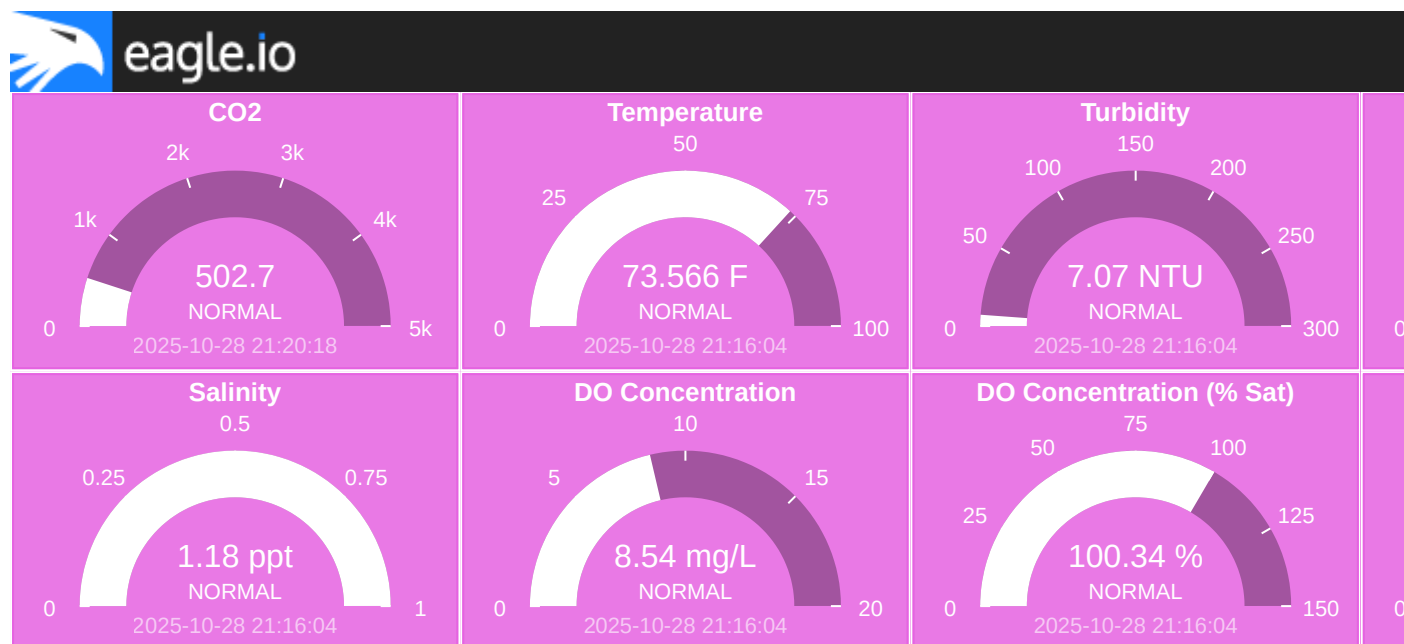 eagle.io
CO2
2k 3k
1k 4k
502.7
NORMAL
0 5k
2025-10-28 21:20:18
Temperature
50
25 75
73.566 F
NORMAL
0 100
2025-10-28 21:16:04
Turbidity
150
100 200
50 250
7.07 NTU
NORMAL
0 300
2025-10-28 21:16:04
0
Salinity
0.5
0.25 0.75
1.18 ppt
NORMAL
0 1
2025-10-28 21:16:04
DO Concentration
10
5 15
8.54 mg/L
NORMAL
0 20
2025-10-28 21:16:04
DO Concentration (% Sat)
75
50 100
25 125
100.34 %
NORMAL
0 150
2025-10-28 21:16:04
0